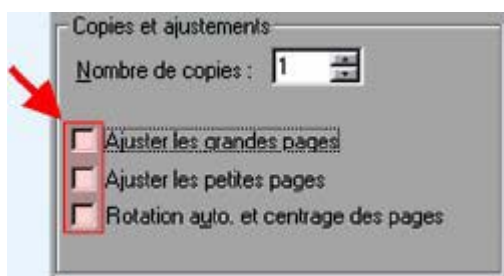 Copies et ajustements
Nombre de copies : 1
Ajuster les grandes pages
Ajuster les petites pages
Rotation auto. et centrage des pages